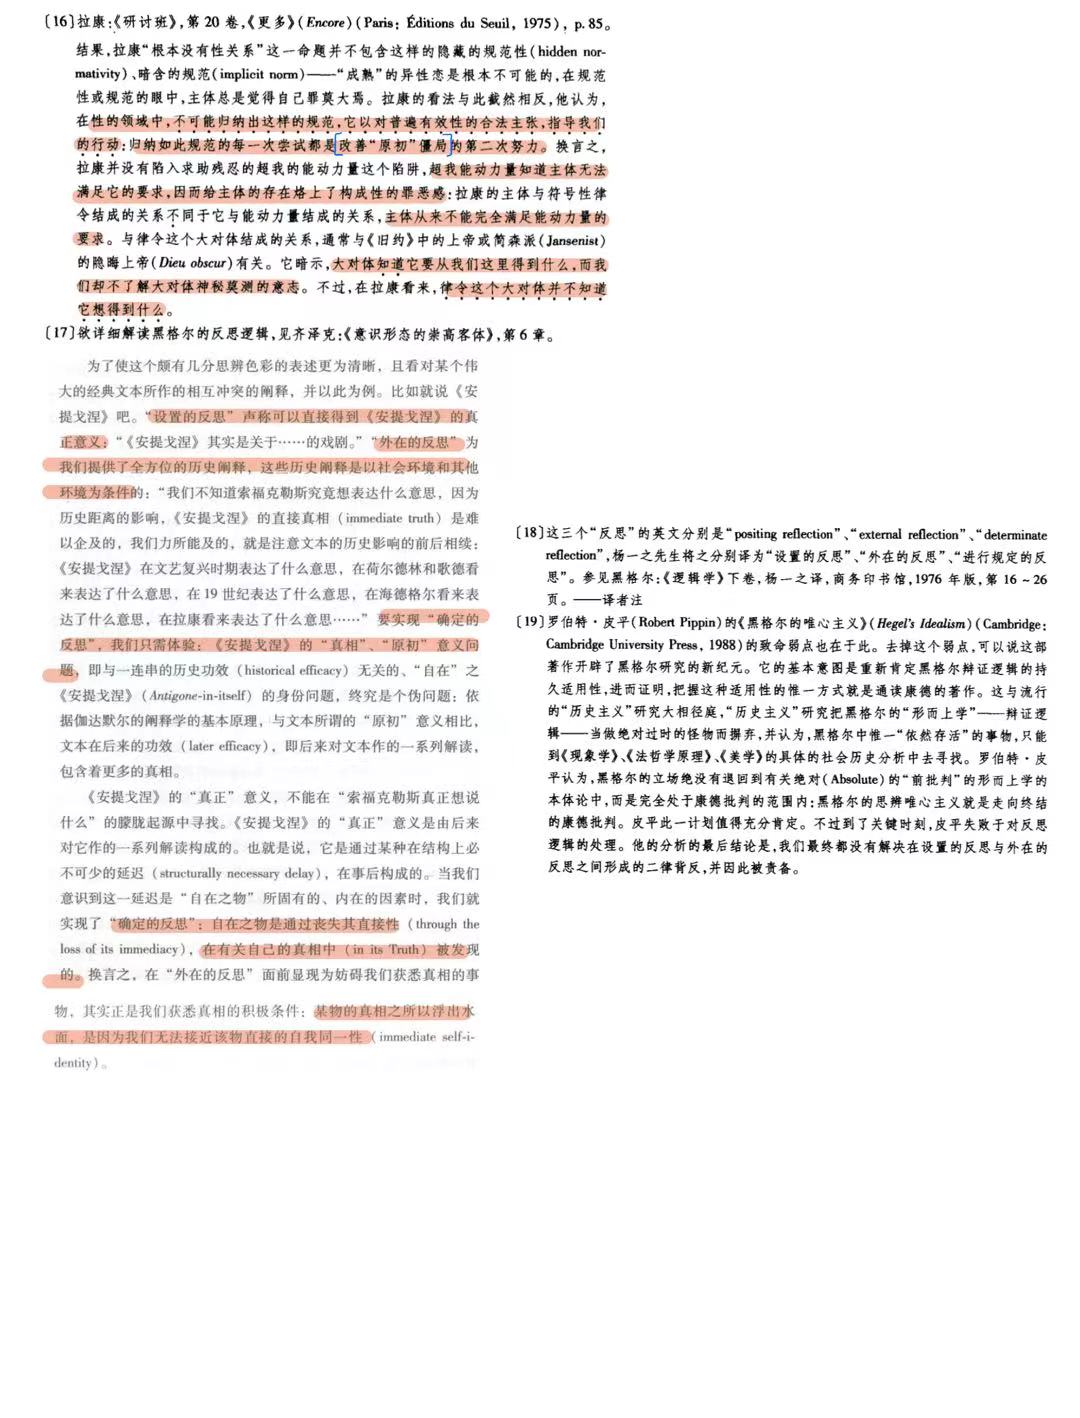 〔16〕拉康:《研讨班》,第 20 卷,《更多》(Encore)(Paris: Éditions du Seuil, 1975), p. 85。
结果,拉康“根本没有性关系”这一命题并不包含这样的隐藏的规范性(hidden nor-
mativity)、暗含的规范(implicit norm)——“成熟”的异性恋是根本不可能的,在规范
性或规范的眼中,主体总是觉得自己罪莫大焉。拉康的看法与此截然相反,他认为,
在性的领域中,不可能归纳出这样的规范,它以对普遍有效性的合法主张,指导我们
的行动:归纳如此规范的每一次尝试都是改善“原初”僵局的第二次努力。换言之,
拉康并没有陷入求助残忍的超我的能动力量这个陷阱,超我能动力量知道主体无法
满足它的要求,因而给主体的存在烙上了构成性的罪恶感:拉康的主体与符号性律
令结成的关系不同于它与能动力量结成的关系,主体从来不能完全满足能动力量的
要求。与律令这个大对体结成的关系,通常与《旧约》中的上帝或简森派(Jansenist)
的隐晦上帝(Dieu obscur)有关。它暗示,大对体知道它要从我们这里得到什么,而我
们却不了解大对体神秘莫测的意志。不过,在拉康看来,律令这个大对体并不知道
它想得到什么。
〔17〕欲详细解读黑格尔的反思逻辑,见齐泽克:《意识形态的崇高客体》,第 6 章。
为了使这个颇有几分思辨色彩的表述更为清晰,且看对某个伟
大的经典文本所作的相互冲突的阐释,并以此为例。比如就说《安
提戈涅》吧。“设置的反思”声称可以直接得到《安提戈涅》的真
正意义:“《安提戈涅》其实是关于……的戏剧。”“外在的反思”为
我们提供了全方位的历史阐释,这些历史阐释是以社会环境和其他
环境为条件的:“我们不知道索福克勒斯究竟想表达什么意思,因为
历史距离的影响,《安提戈涅》的直接真相(immediate truth)是难
以企及的,我们力所能及的,就是注意文本的历史影响的前后相续:
《安提戈涅》在文艺复兴时期表达了什么意思,在荷尔德林和歌德看
来表达了什么意思,在 19 世纪表达了什么意思,在海德格尔看来表
达了什么意思,在拉康看来表达了什么意思……”要实现“确定的
反思”,我们只需体验:《安提戈涅》的“真相”、“原初”意义问
题,即与一连串的历史功效(historical efficacy)无关的、“自在”之
《安提戈涅》(Antigone-in-itself)的身份问题,终究是个伪问题:依
据伽达默尔的阐释学的基本原理,与文本所谓的“原初”意义相比,
文本在后来的功效(later efficacy),即后来对文本作的一系列解读,
包含着更多的真相。
《安提戈涅》的“真正”意义,不能在“索福克勒斯真正想说
什么”的朦胧起源中寻找。《安提戈涅》的“真正”意义是由后来
对它作的一系列解读构成的。也就是说,它是通过某种在结构上必
不可少的延迟(structurally necessary delay),在事后构成的。当我们
意识到这一延迟是“自在之物”所固有的、内在的因素时,我们就
实现了“确定的反思”:自在之物是通过丧失其直接性(through the
loss of its immediacy),在有关自己的真相中(in its Truth)被发现
的。换言之,在“外在的反思”面前显现为妨碍我们获悉真相的事
物,其实正是我们获悉真相的积极条件:某物的真相之所以浮出水
面,是因为我们无法接近该物直接的自我同一性(immediate self-i-
dentity)。
〔18〕这三个“反思”的英文分别是“positing reflection”、“external reflection”、“determinate
reflection”,杨一之先生将之分别译为“设置的反思”、“外在的反思”、“进行规定的反
思”。参见黑格尔:《逻辑学》下卷,杨一之译,商务印书馆,1976 年版,第 16～26
页。——译者注
〔19〕罗伯特·皮平(Robert Pippin)的《黑格尔的唯心主义》(Hegel's Idealism)(Cambridge:
Cambridge University Press, 1988)的致命弱点也在于此。去掉这个弱点,可以说这部
著作开辟了黑格尔研究的新纪元。它的基本意图是重新肯定黑格尔辩证逻辑的持
久适用性,进而证明,把握这种适用性的惟一方式就是通读康德的著作。这与流行
的“历史主义”研究大相径庭,“历史主义”研究把黑格尔的“形而上学”——辩证逻
辑——当做绝对过时的怪物而摒弃,并认为,黑格尔中惟一“依然存活”的事物,只能
到《现象学》、《法哲学原理》、《美学》的具体的社会历史分析中去寻找。罗伯特·皮
平认为,黑格尔的立场绝没有退回到有关绝对(Absolute)的“前批判”的形而上学的
本体论中,而是完全处于康德批判的范围内:黑格尔的思辨唯心主义就是走向终结
的康德批判。皮平此一计划值得充分肯定。不过到了关键时刻,皮平失败于对反思
逻辑的处理。他的分析的最后结论是,我们最终都没有解决在设置的反思与外在的
反思之间形成的二律背反,并因此被责备。